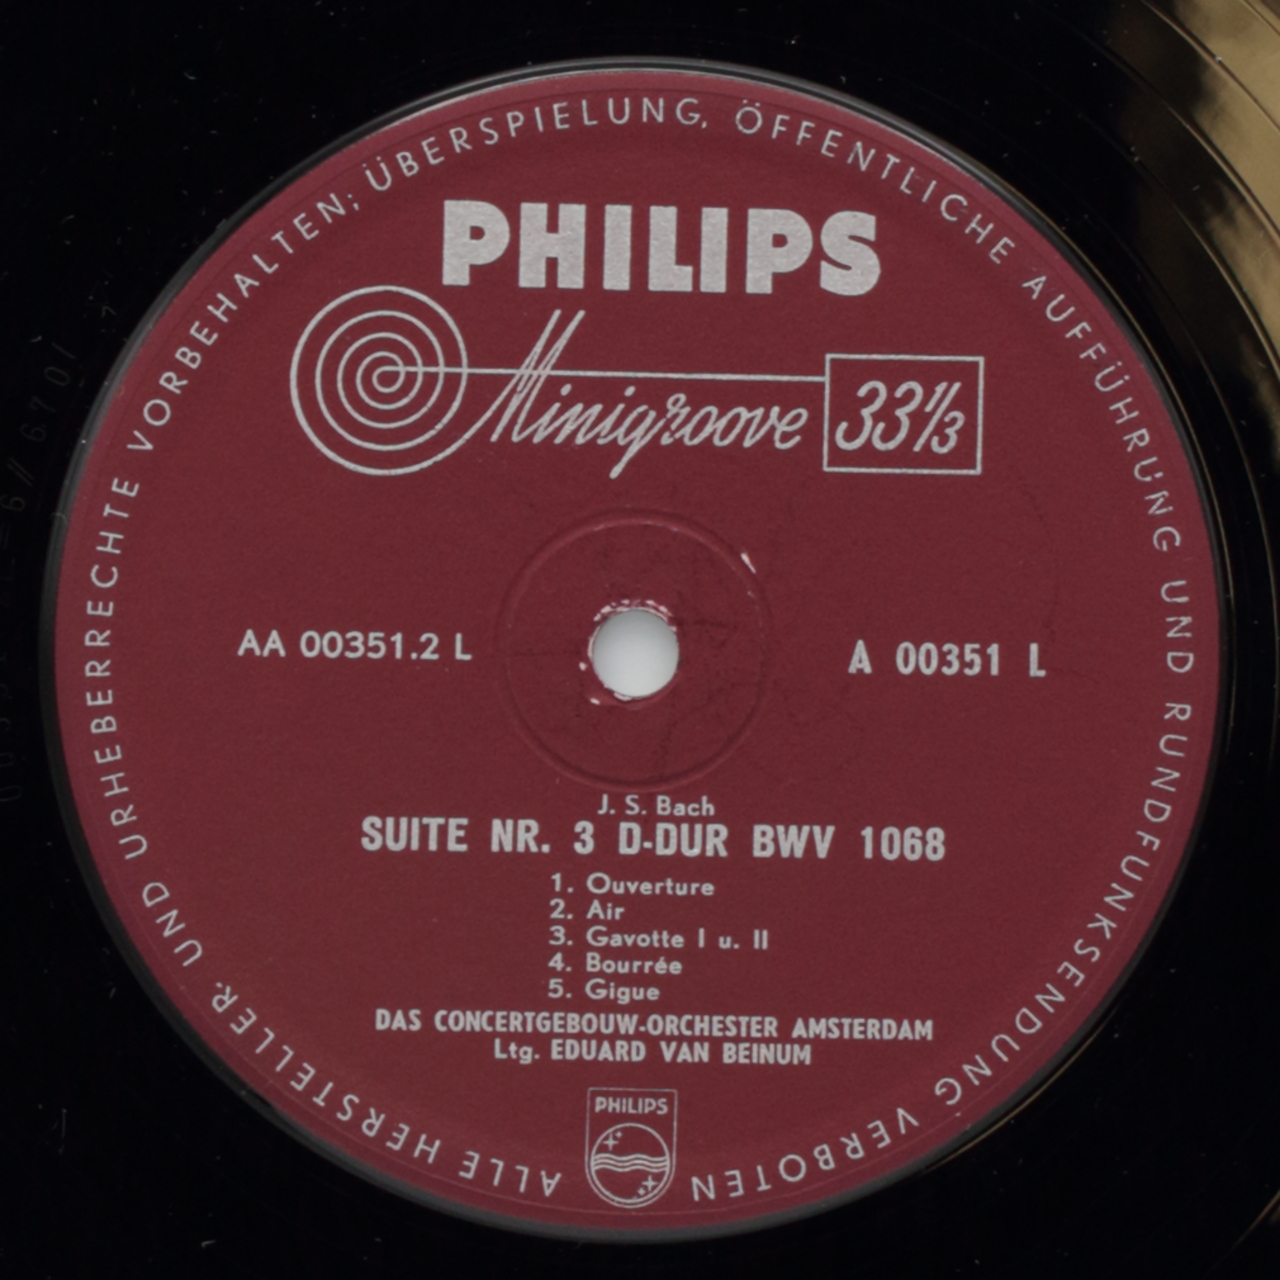 ALLE HERSTELLER- UND URHEBERRECHTE VORBEHALTEN; ÜBERSPIELUNG, ÖFFENTLICHE AUFFÜHRUNG UND RUNDFUNKSENDUNG VERBOTEN
PHILIPS
Minigroove 33⅓
AA 00351.2 L
A 00351 L
J. S. Bach
SUITE NR. 3 D-DUR BWV 1068
1. Ouverture
2. Air
3. Gavotte I u. II
4. Bourrée
5. Gigue
DAS CONCERTGEBOUW-ORCHESTER AMSTERDAM
Ltg. EDUARD VAN BEINUM
PHILIPS